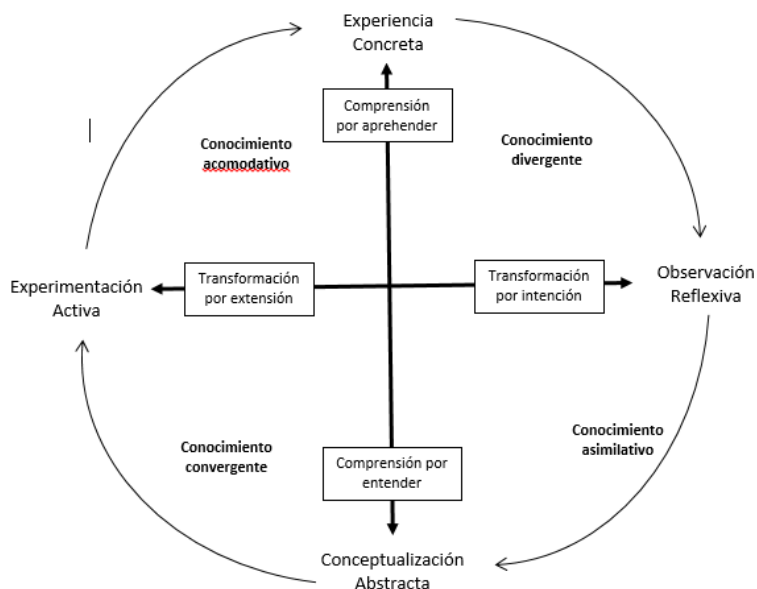 Experiencia
Concreta
Comprensión
por aprehender
Conocimiento
acomodativo
Conocimiento
divergente
Experimentación
Activa
Transformación
por extensión
Transformación
por intención
Observación
Reflexiva
Conocimiento
convergente
Comprensión por
entender
Conocimiento
asimilativo
Conceptualización
Abstracta